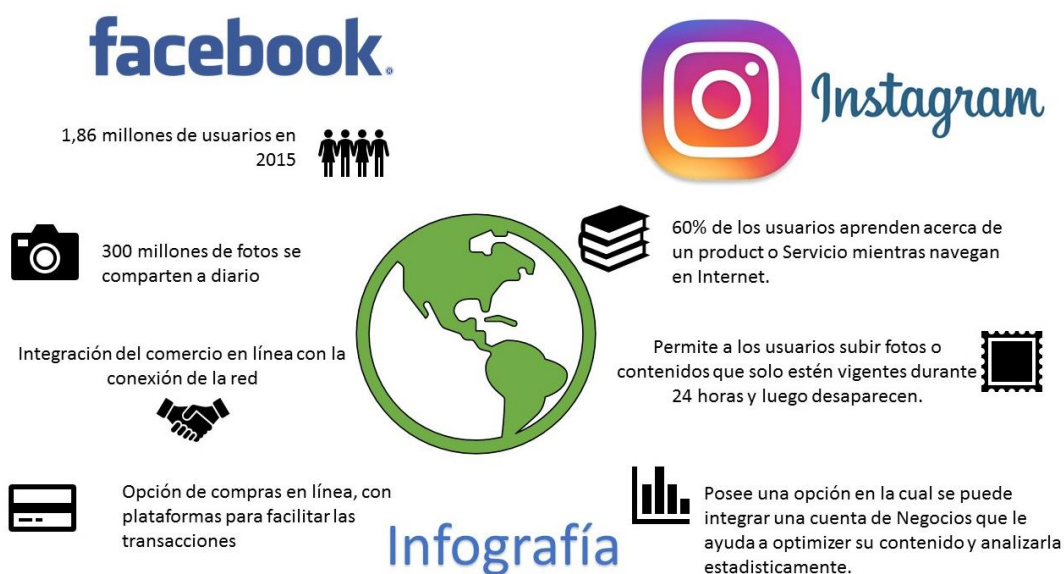 facebook®
1,86 millones de usuarios en
2015
300 millones de fotos se
comparten a diario
Integración del comercio en línea con la
conexión de la red
Opción de compras en línea, con
plataformas para facilitar las
transacciones
Instagram
60% de los usuarios aprenden acerca de
un product o Servicio mientras navegan
en Internet.
Permite a los usuarios subir fotos o
contenidos que solo estén vigentes durante
24 horas y luego desaparecen.
Posee una opción en la cual se puede
integrar una cuenta de Negocios que le
ayuda a optimizer su contenido y analizarla
estadisticamente.
Infografía